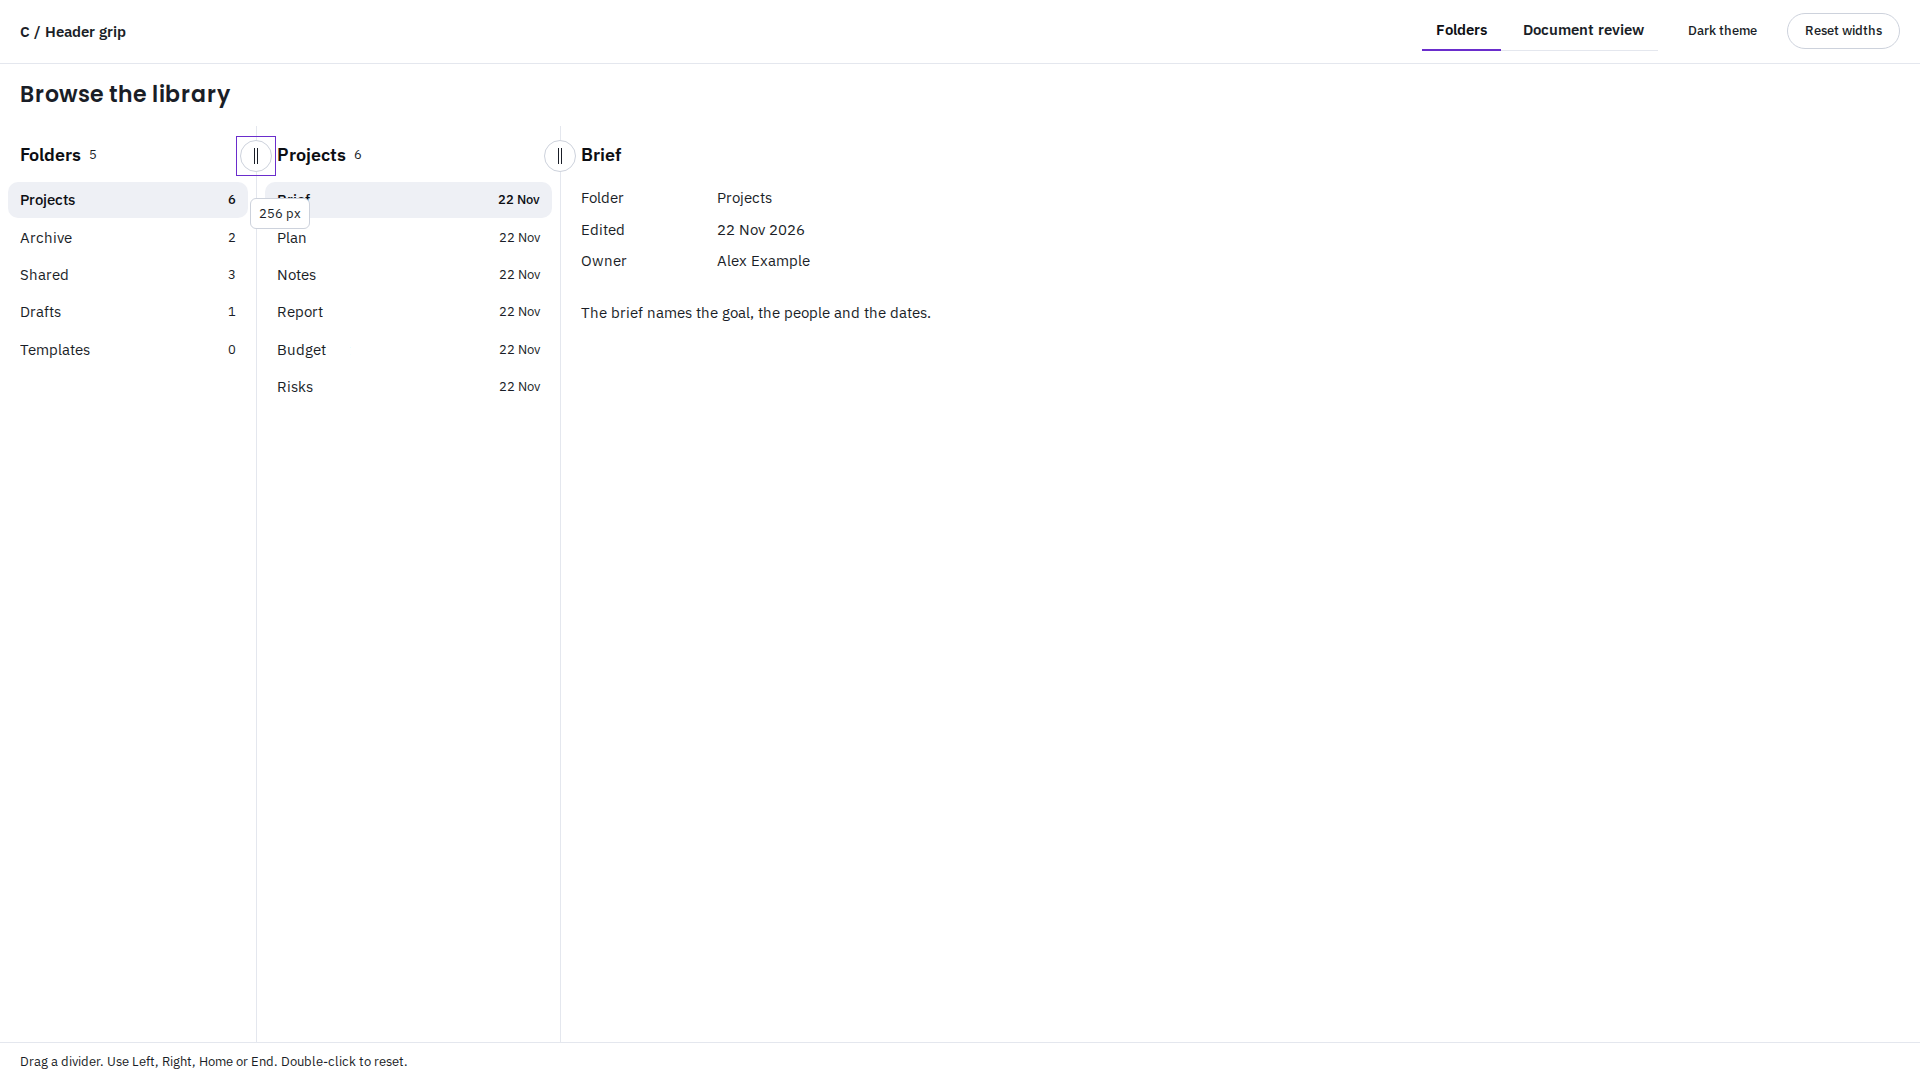 C / Header grip
Folders
Document review
Dark theme
Reset widths
Browse the library
Folders 5
Projects 6
Archive 2
Shared 3
Drafts 1
Templates 0
256 px
Projects 6
22 Nov
Plan 22 Nov
Notes 22 Nov
Report 22 Nov
Budget 22 Nov
Risks 22 Nov
Brief
Folder Projects
Edited 22 Nov 2026
Owner Alex Example
The brief names the goal, the people and the dates.
Drag a divider. Use Left, Right, Home or End. Double-click to reset.